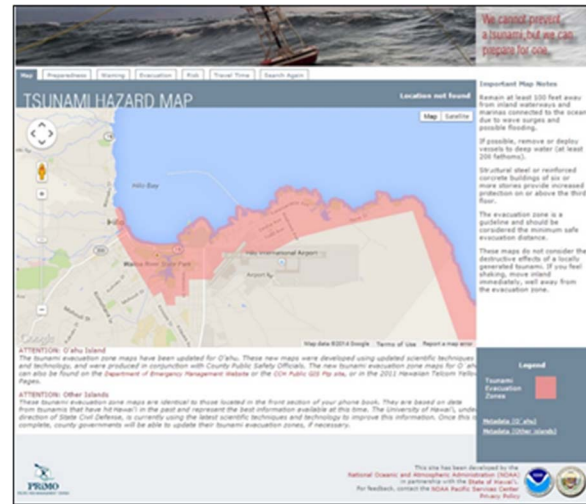 We cannot prevent
a tsunami, but we can
prepare for one.
Map Preparedness Warning Evacuation Risk Travel Time Search Again
TSUNAMI HAZARD MAP
Location not found
Map Satellite
Hilo Bay
Hilo
Wailoa River State Park
Hilo International Airport
Airport
Google
Map data ©2014 Google Terms of Use Report a map error
Important Map Notes
Remain at least 100 feet away
from inland waterways and
marinas connected to the ocean
due to wave surges and
possible flooding.
If possible, remove or deploy
vessels to deep water (at least
200 fathoms).
Structural steel or reinforced
concrete buildings of six or
more stories provide increased
protection on or above the third
floor.
The evacuation zone is a
guideline and should be
considered the minimum safe
evacuation distance.
These maps do not consider the
destructive effects of a locally
generated tsunami. If you feel
shaking, move inland
immediately, well away from
the evacuation zone.
ATTENTION: O'ahu Island
The tsunami evacuation zone maps have been updated for O'ahu. These new maps were developed using updated scientific techniques
and technology, and were produced in conjunction with County Public Safety Officials. The new tsunami evacuation zone maps for O'ahu
can also be found on the Department of Emergency Management Website or the CCH Public GIS Ftp site, or in the 2011 Hawaiian Telcom Yellow
Pages.
ATTENTION: Other Islands
These tsunami evacuation zone maps are identical to those located in the front section of your phone book. They are based on data
from tsunamis that have hit Hawai'i in the past and represent the best information available at this time. The University of Hawai'i, under
direction of State Civil Defense, is currently using the latest scientific techniques and technology to improve this information. Once this is
complete, county governments will be able to update their tsunami evacuation zones, if necessary.
Legend
Tsunami
Evacuation
Zones
Metadata (O'ahu)
Metadata (Other Islands)
PRiMO
This site has been developed by the
National Oceanic and Atmospheric Administration (NOAA)
in partnership with the State of Hawai'i.
For feedback, contact the NOAA Pacific Services Center
Privacy Policy